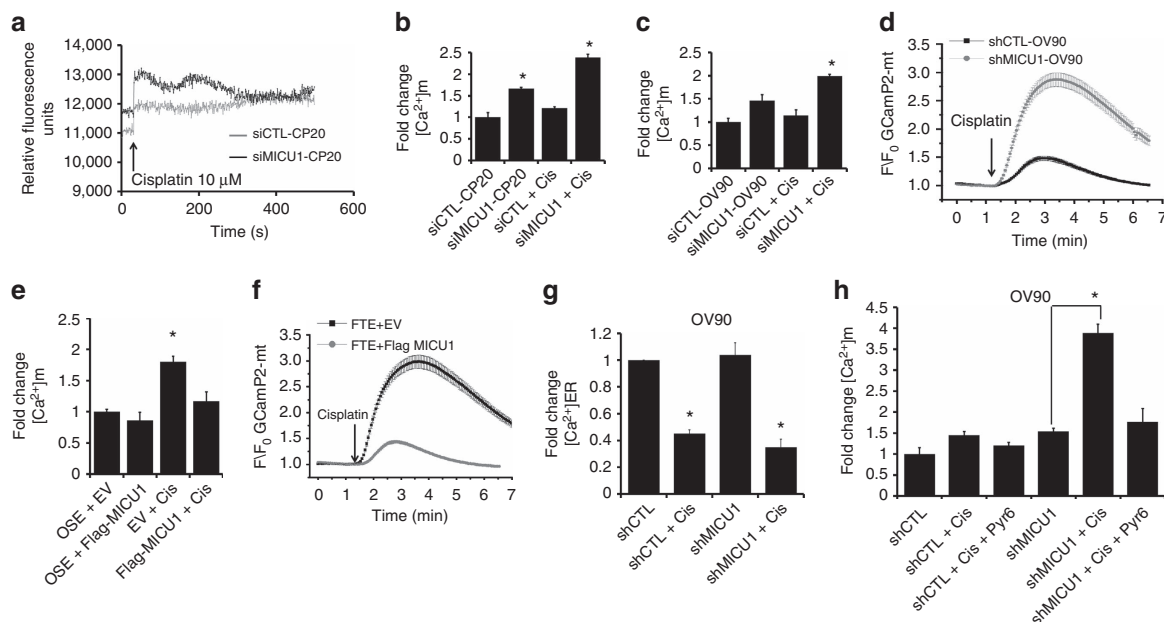 a
14,000
13,000
12,000
11,000
10,000
9,000
Relative fluorescence
units
siCTL-CP20
siMICU1-CP20
Cisplatin 10 μM
0 200 400 600
Time (s)
b
2.5
2
1.5
1
0.5
0
Fold change
[Ca²⁺]m
*
*
siCTL-CP20
siMICU1-CP20
siCTL + Cis
siMICU1 + Cis
c
2.5
2
1.5
1
0.5
0
Fold change
[Ca²⁺]m
*
siCTL-OV90
siMICU1-OV90
siCTL + Cis
siMICU1 + Cis
d
shCTL-OV90
shMICU1-OV90
3.0
2.5
2.0
1.5
1.0
0.5
F\F₀ GCamP2-mt
Cisplatin
0 1 2 3 4 5 6 7
Time (min)
e
2.5
2
1.5
1
0.5
0
Fold change
[Ca²⁺]m
*
OSE + EV
OSE + Flag-MICU1
EV + Cis
Flag-MICU1 + Cis
f
FTE+EV
FTE+Flag MICU1
3.0
2.5
2.0
1.5
1.0
F\F₀ GCamP2-mt
Cisplatin
0 1 2 3 4 5 6 7
Time (min)
g
OV90
1.2
1
0.8
0.6
0.4
0.2
0
Fold change
[Ca²⁺]ER
*
*
shCTL
shCTL + Cis
shMICU1
shMICU1 + Cis
h
OV90
*
4.5
4
3.5
3
2.5
2
1.5
1
0.5
0
Fold change [Ca²⁺]m
shCTL
shCTL + Cis
shCTL + Cis + Pyr6
shMICU1
shMICU1 + Cis
shMICU1 + Cis + Pyr6